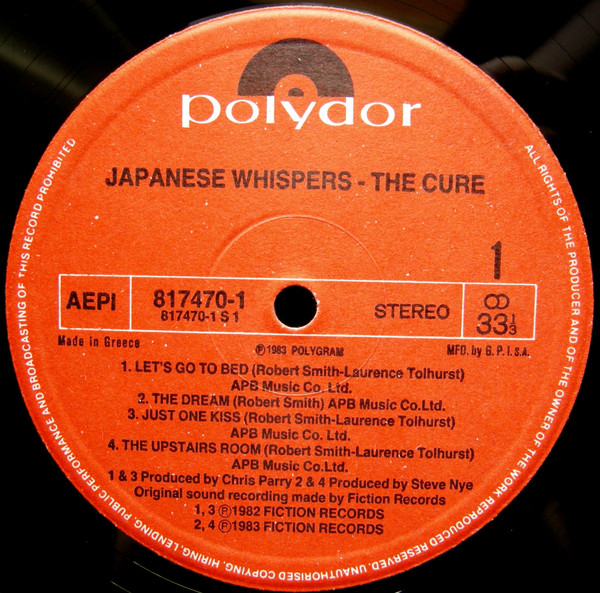 polydor
JAPANESE WHISPERS - THE CURE
1
AEPI
817470-1
817470-1 S 1
STEREO
33 1/3
Made in Greece
℗1983 POLYGRAM
MFD. by G. P. I. S.A.
1. LET'S GO TO BED (Robert Smith-Laurence Tolhurst)
APB Music Co. Ltd.
2. THE DREAM (Robert Smith) APB Music Co.Ltd.
3. JUST ONE KISS (Robert Smith-Laurence Tolhurst)
APB Music Co.Ltd.
4. THE UPSTAIRS ROOM (Robert Smith-Laurence Tolhurst)
APB Music Co.Ltd.
1 & 3 Produced by Chris Parry 2 & 4 Produced by Steve Nye
Original sound recording made by Fiction Records
1, 3 ℗1982 FICTION RECORDS
2, 4 ℗1983 FICTION RECORDS
ALL RIGHTS OF THE PRODUCER AND OF THE OWNER OF THE WORK REPRODUCED RESERVED. UNAUTHORISED COPYING, HIRING, LENDING, PUBLIC PERFORMANCE AND BROADCASTING OF THIS RECORD PROHIBITED